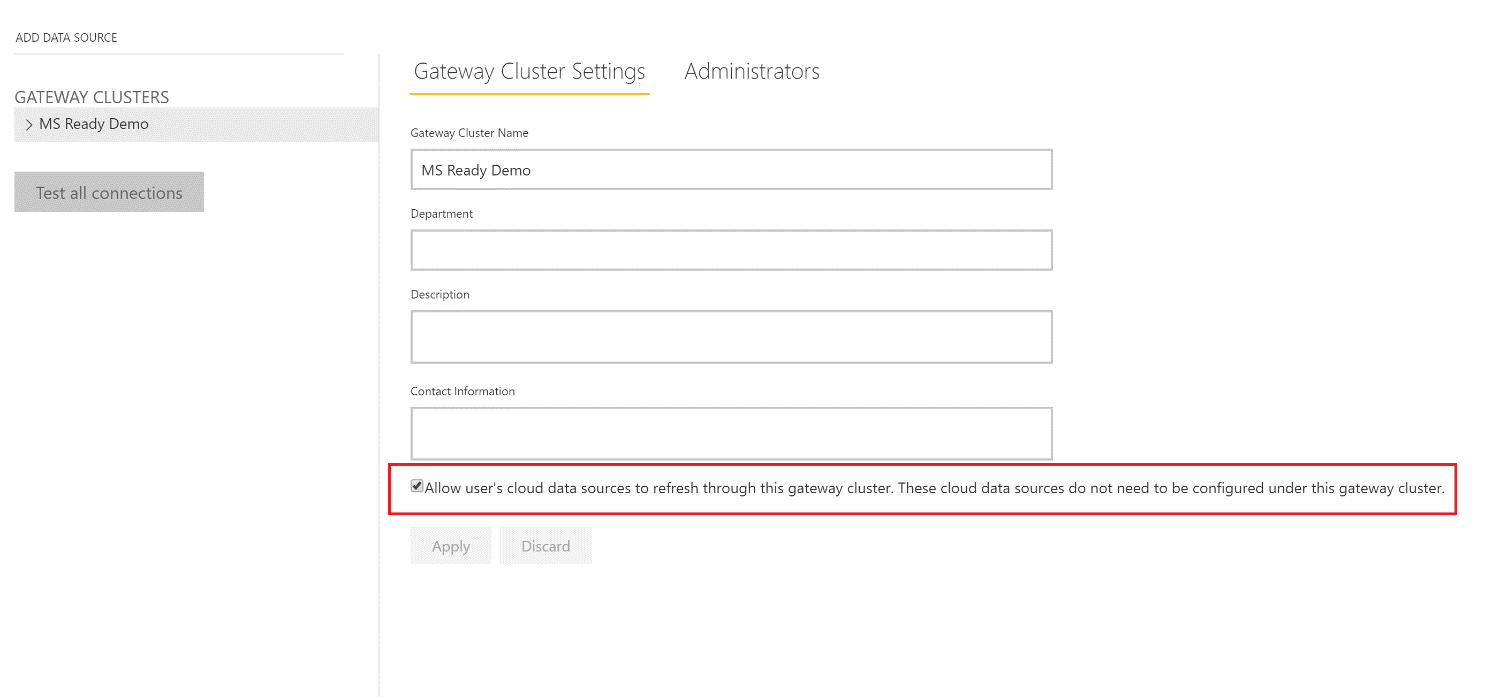 ADD DATA SOURCE
GATEWAY CLUSTERS
MS Ready Demo
Test all connections
Gateway Cluster Settings
Administrators
Gateway Cluster Name
MS Ready Demo
Department
Description
Contact Information
Allow user's cloud data sources to refresh through this gateway cluster. These cloud data sources do not need to be configured under this gateway cluster.
Apply
Discard